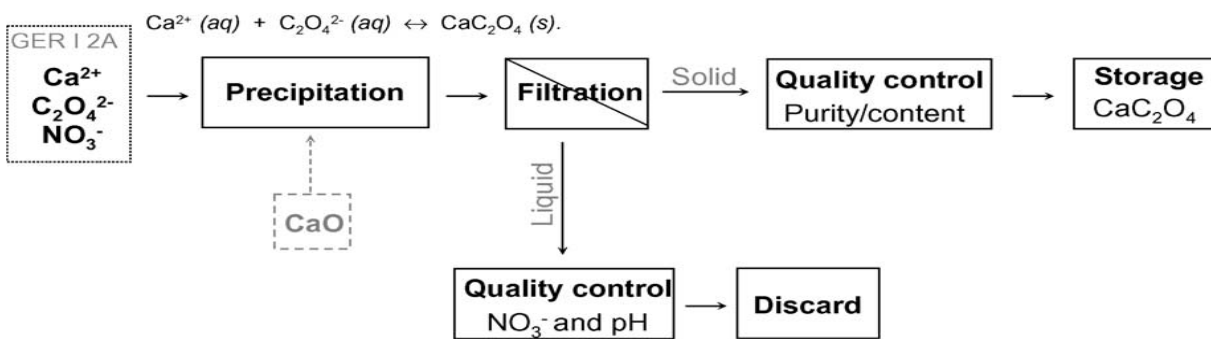 Ca²⁺ (aq) + C₂O₄²⁻ (aq) ↔ CaC₂O₄ (s).
GER I 2A
Ca²⁺
C₂O₄²⁻
NO₃⁻
Precipitation
CaO
Filtration
Solid
Liquid
Quality control
Purity/content
Storage
CaC₂O₄
Quality control
NO₃⁻ and pH
Discard